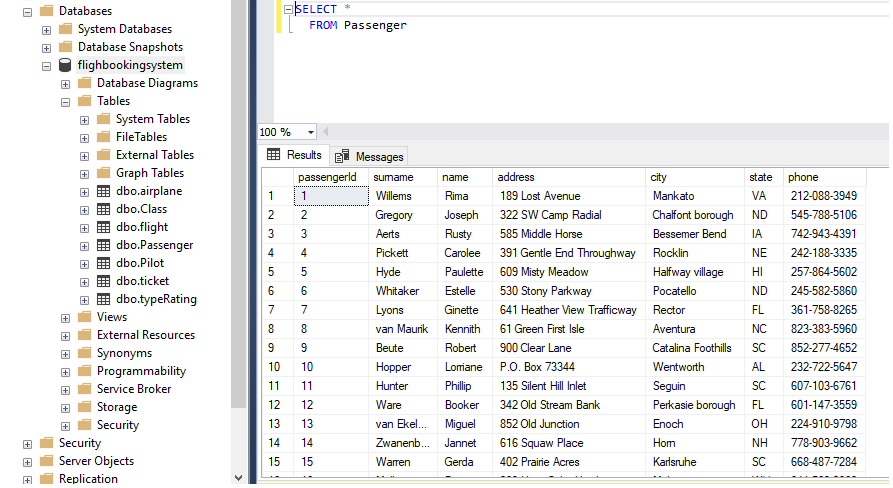 Databases
System Databases
Database Snapshots
flighbookingsystem
Database Diagrams
Tables
System Tables
FileTables
External Tables
Graph Tables
dbo.airplane
dbo.Class
dbo.flight
dbo.Passenger
dbo.Pilot
dbo.ticket
dbo.typeRating
Views
External Resources
Synonyms
Programmability
Service Broker
Storage
Security
Security
Server Objects
Replication
SELECT *
FROM Passenger
100 %
Results Messages
passengerId surname name address city state phone
1 1 Willems Rima 189 Lost Avenue Mankato VA 212-088-3949
2 2 Gregory Joseph 322 SW Camp Radial Chalfont borough ND 545-788-5106
3 3 Aerts Rusty 585 Middle Horse Bessemer Bend IA 742-943-4391
4 4 Pickett Carolee 391 Gentle End Throughway Rocklin NE 242-188-3335
5 5 Hyde Paulette 609 Misty Meadow Halfway village HI 257-864-5602
6 6 Whitaker Estelle 530 Stony Parkway Pocatello ND 245-582-5860
7 7 Lyons Ginette 641 Heather View Trafficway Rector FL 361-758-8265
8 8 van Maurik Kennith 61 Green First Isle Aventura NC 823-383-5960
9 9 Beute Robert 900 Clear Lane Catalina Foothills SC 852-277-4652
10 10 Hopper Lorriane P.O. Box 73344 Wentworth AL 232-722-5647
11 11 Hunter Phillip 135 Silent Hill Inlet Seguin SC 607-103-6761
12 12 Ware Booker 342 Old Stream Bank Perkasie borough FL 601-147-3559
13 13 van Ekel... Miguel 852 Old Junction Enoch OH 224-910-9798
14 14 Zwanenb... Jannet 616 Squaw Place Horn NH 778-903-9662
15 15 Warren Gerda 402 Prairie Acres Karlsruhe SC 668-487-7284